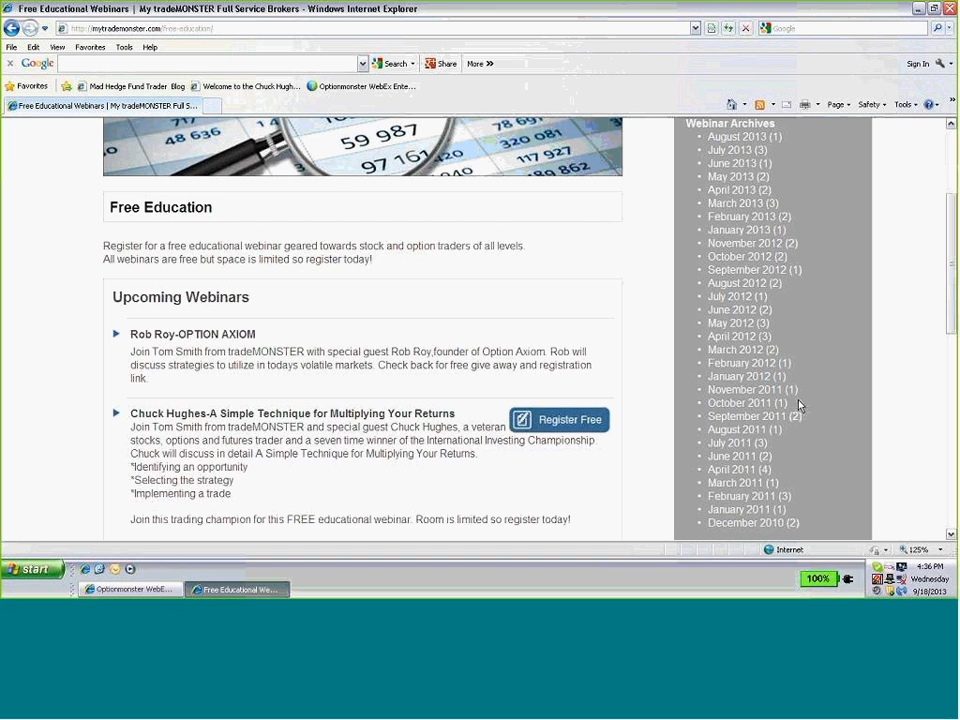 Free Educational Webinars | My tradeMONSTER Full Service Brokers - Windows Internet Explorer
http://mytrademonster.com/free-education/
Google
File Edit View Favorites Tools Help
x Google Search Share More >> Sign In
Favorites Mad Hedge Fund Trader Blog Welcome to the Chuck Hugh... Optionmonster WebEx Ente...
Free Educational Webinars | My tradeMONSTER Full S... Page Safety Tools
717
48 636
59 987
97 161
420
78 686
320 081
117 927
189 862
Free Education
Register for a free educational webinar geared towards stock and option traders of all levels.
All webinars are free but space is limited so register today!
Upcoming Webinars
Rob Roy-OPTION AXIOM
Join Tom Smith from tradeMONSTER with special guest Rob Roy,founder of Option Axiom. Rob will
discuss strategies to utilize in todays volatile markets. Check back for free give away and registration
link.
Chuck Hughes-A Simple Technique for Multiplying Your Returns
Register Free
Join Tom Smith from tradeMONSTER and special guest Chuck Hughes, a veteran
stocks, options and futures trader and a seven time winner of the International Investing Championship.
Chuck will discuss in detail A Simple Technique for Multiplying Your Returns.
*Identifying an opportunity
*Selecting the strategy
*Implementing a trade
Join this trading champion for this FREE educational webinar. Room is limited so register today!
Webinar Archives
• August 2013 (1)
• July 2013 (3)
• June 2013 (1)
• May 2013 (2)
• April 2013 (2)
• March 2013 (3)
• February 2013 (2)
• January 2013 (1)
• November 2012 (2)
• October 2012 (2)
• September 2012 (1)
• August 2012 (2)
• July 2012 (1)
• June 2012 (2)
• May 2012 (3)
• April 2012 (3)
• March 2012 (2)
• February 2012 (1)
• January 2012 (1)
• November 2011 (1)
• October 2011 (1)
• September 2011 (2)
• August 2011 (1)
• July 2011 (3)
• June 2011 (2)
• April 2011 (4)
• March 2011 (1)
• February 2011 (3)
• January 2011 (1)
• December 2010 (2)
Internet 125%
start
Optionmonster WebE... Free Educational We...
100%
4:36 PM
Wednesday
9/18/2013